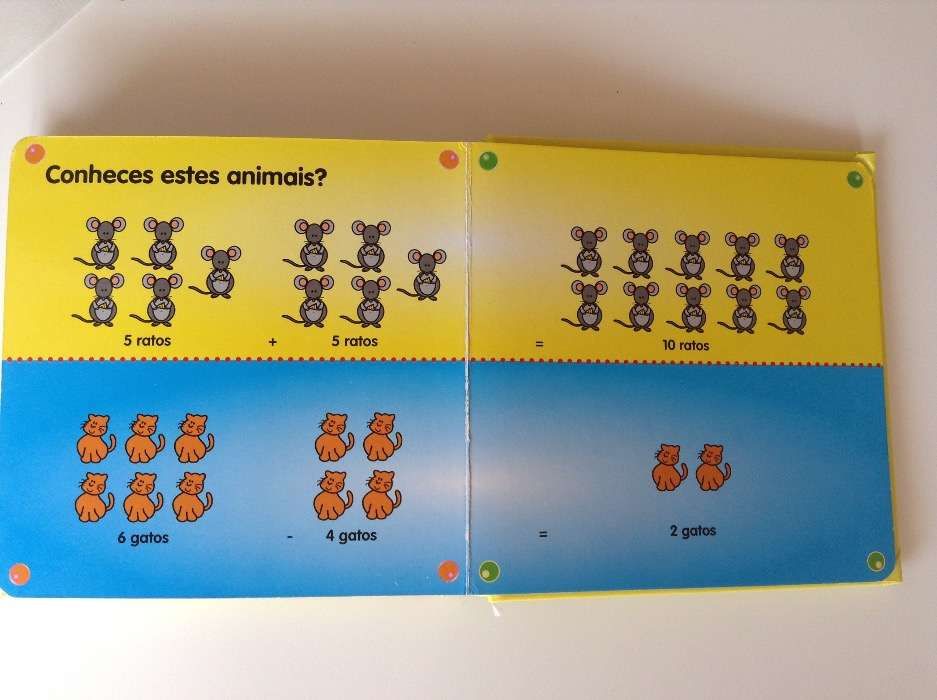 Conheces estes animais?
5 ratos + 5 ratos = 10 ratos
6 gatos - 4 gatos = 2 gatos